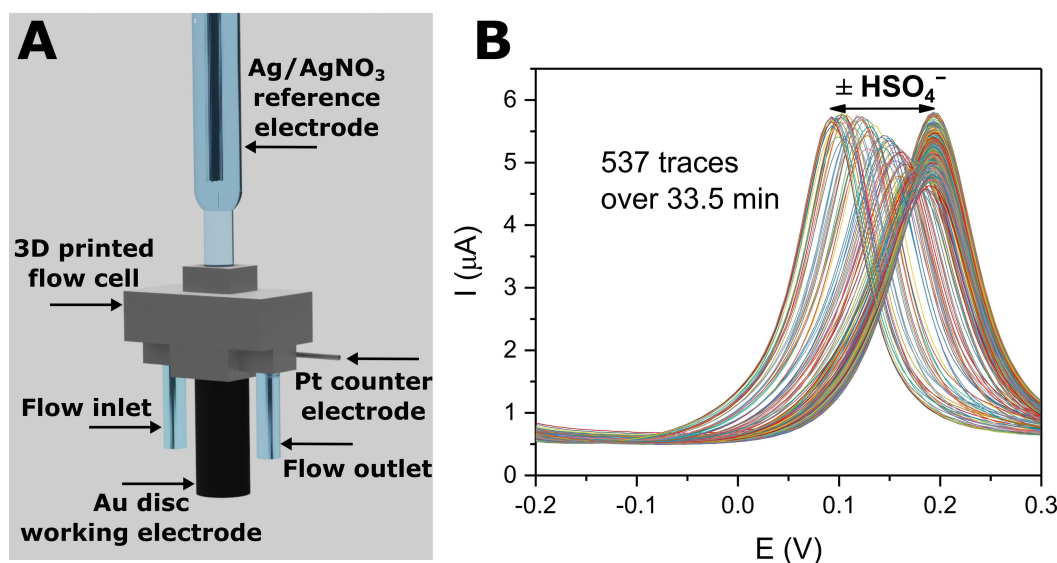 A
Ag/AgNO₃
reference
electrode
3D printed
flow cell
Pt counter
electrode
Flow inlet
Flow outlet
Au disc
working electrode
B
± HSO₄⁻
537 traces
over 33.5 min
I (µA)
6
5
4
3
2
1
0
-0.2
-0.1
0.0
0.1
0.2
0.3
E (V)